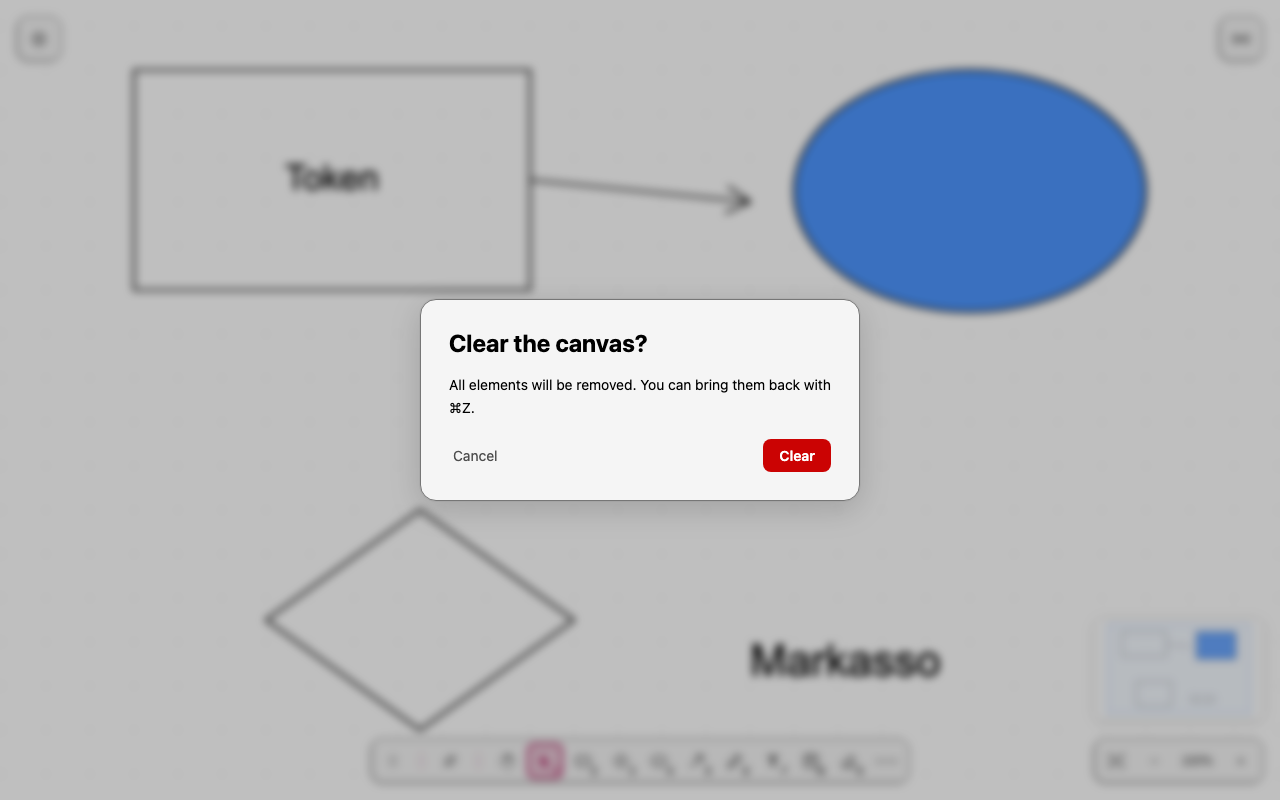 Token
Clear the canvas?
All elements will be removed. You can bring them back with
⌘Z.
Cancel
Clear
Markasso